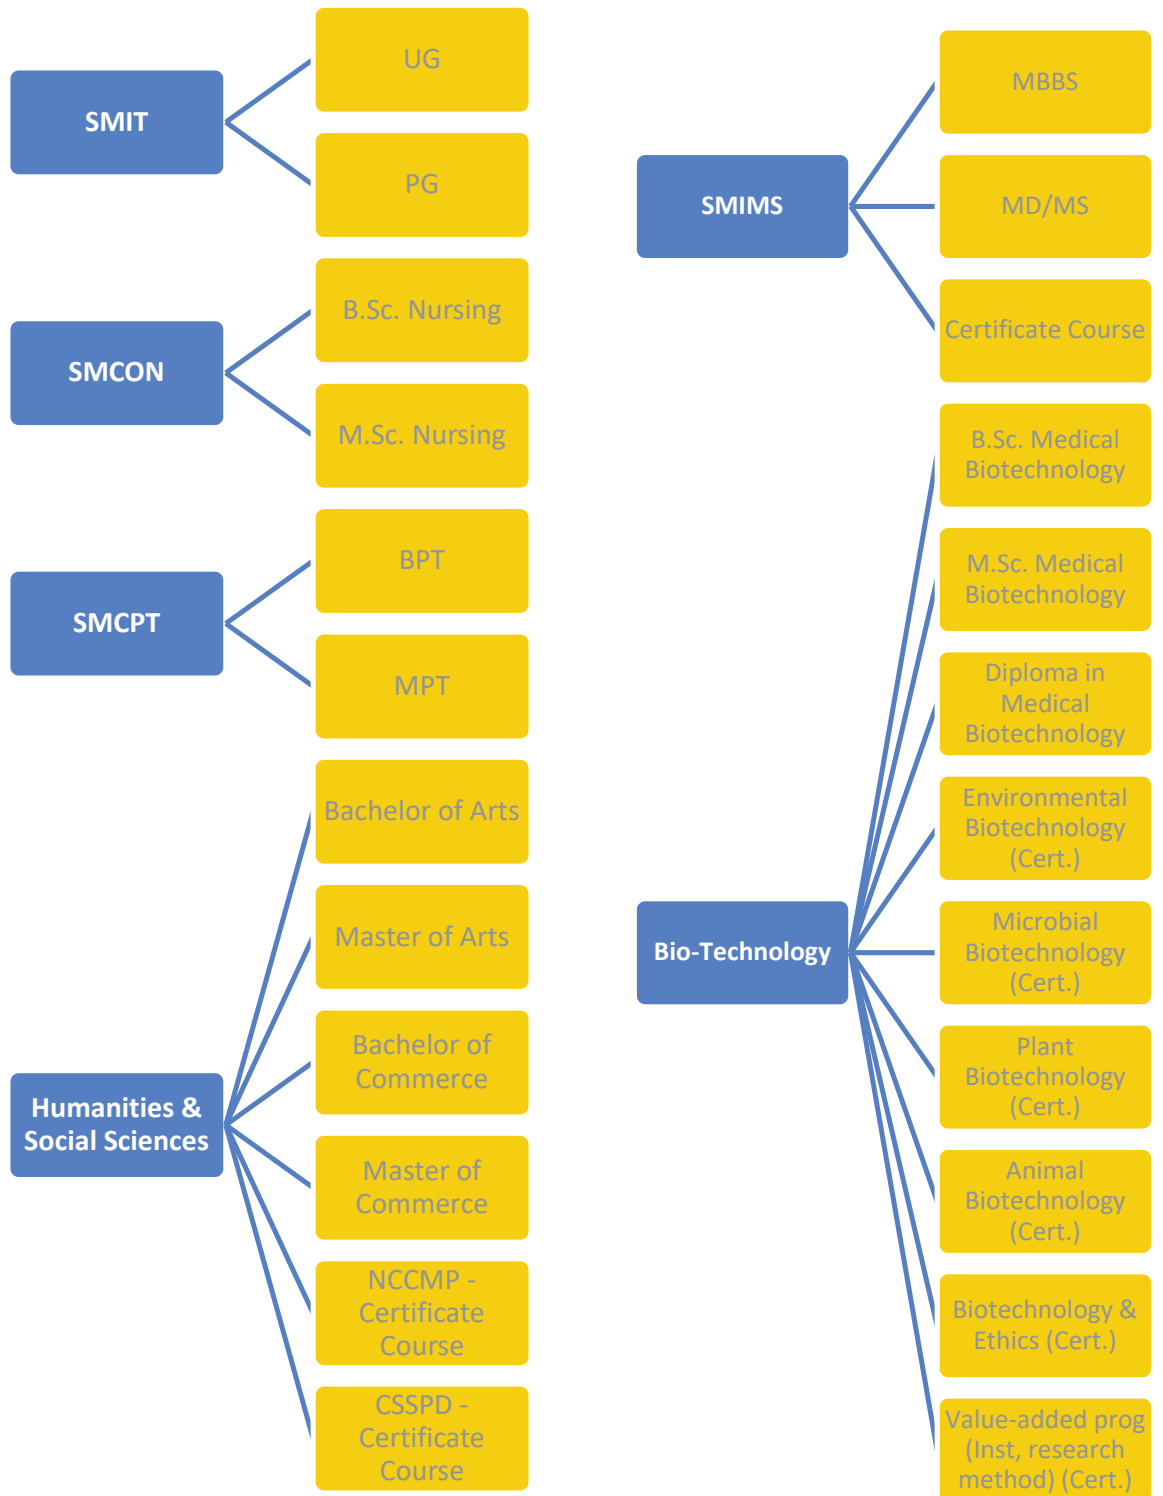 SMIT
UG
PG
SMCON
B.Sc. Nursing
M.Sc. Nursing
SMCPT
BPT
MPT
Humanities &
Social Sciences
Bachelor of Arts
Master of Arts
Bachelor of
Commerce
Master of
Commerce
NCCMP -
Certificate
Course
CSSPD -
Certificate
Course
SMIMS
MBBS
MD/MS
Certificate Course
Bio-Technology
B.Sc. Medical
Biotechnology
M.Sc. Medical
Biotechnology
Diploma in
Medical
Biotechnology
Environmental
Biotechnology
(Cert.)
Microbial
Biotechnology
(Cert.)
Plant
Biotechnology
(Cert.)
Animal
Biotechnology
(Cert.)
Biotechnology &
Ethics (Cert.)
Value-added prog
(Inst, research
method) (Cert.)